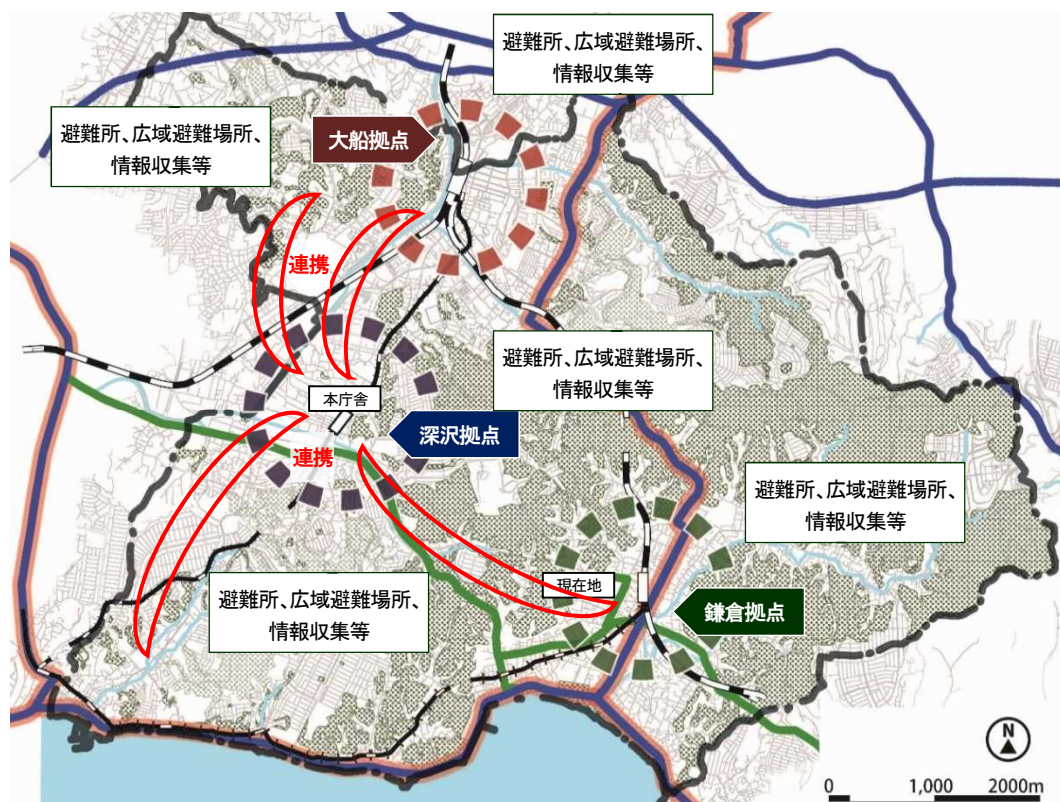 避難所、広域避難場所、
情報収集等
避難所、広域避難場所、
情報収集等
大船拠点
連携
避難所、広域避難場所、
情報収集等
本庁舎
深沢拠点
連携
避難所、広域避難場所、
情報収集等
現在地
避難所、広域避難場所、
情報収集等
鎌倉拠点
N
0 1,000 2000m